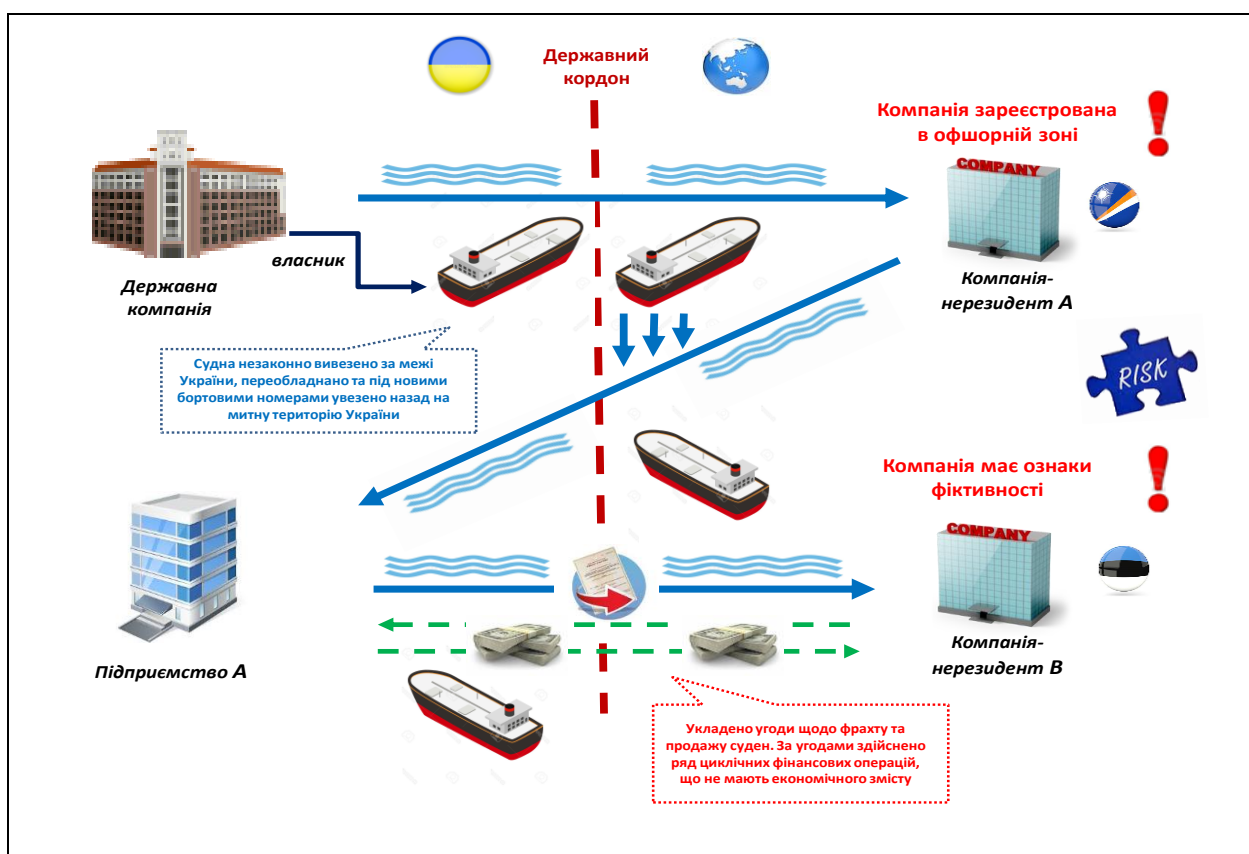 Державний
кордон
Компанія зареєстрована
в офшорній зоні
COMPANY
власник
Державна
компанія
Компанія-
нерезидент А
Судна незаконно вивезено за межі
України, переобладнано та під новими
бортовими номерами увезено назад на
митну територію України
RISK
Компанія має ознаки
фіктивності
COMPANY
Підприємство А
Компанія-
нерезидент В
Укладено угоди щодо фрахту та
продажу суден. За угодами здійснено
ряд циклічних фінансових операцій,
що не мають економічного змісту